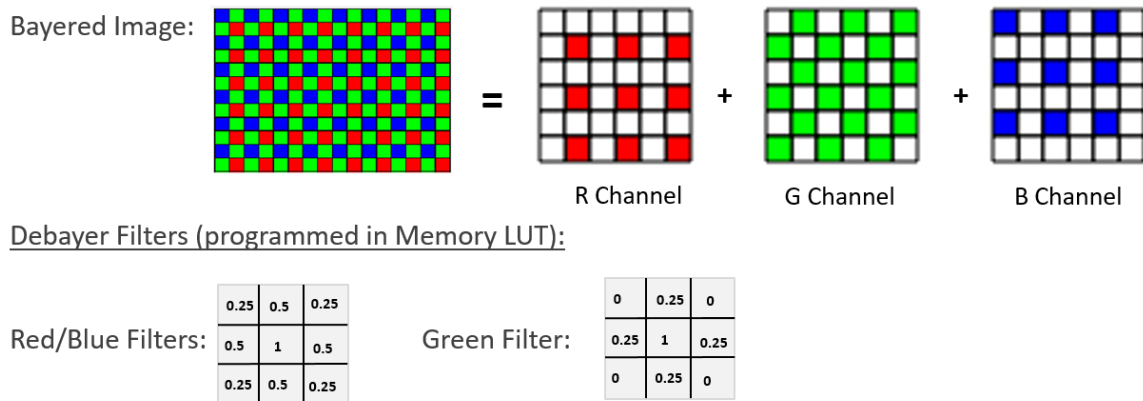 Bayered Image:
=
+
+
R Channel
G Channel
B Channel
Debayer Filters (programmed in Memory LUT):
Red/Blue Filters:
0.25 0.5 0.25
0.5 1 0.5
0.25 0.5 0.25
Green Filter:
0 0.25 0
0.25 1 0.25
0 0.25 0